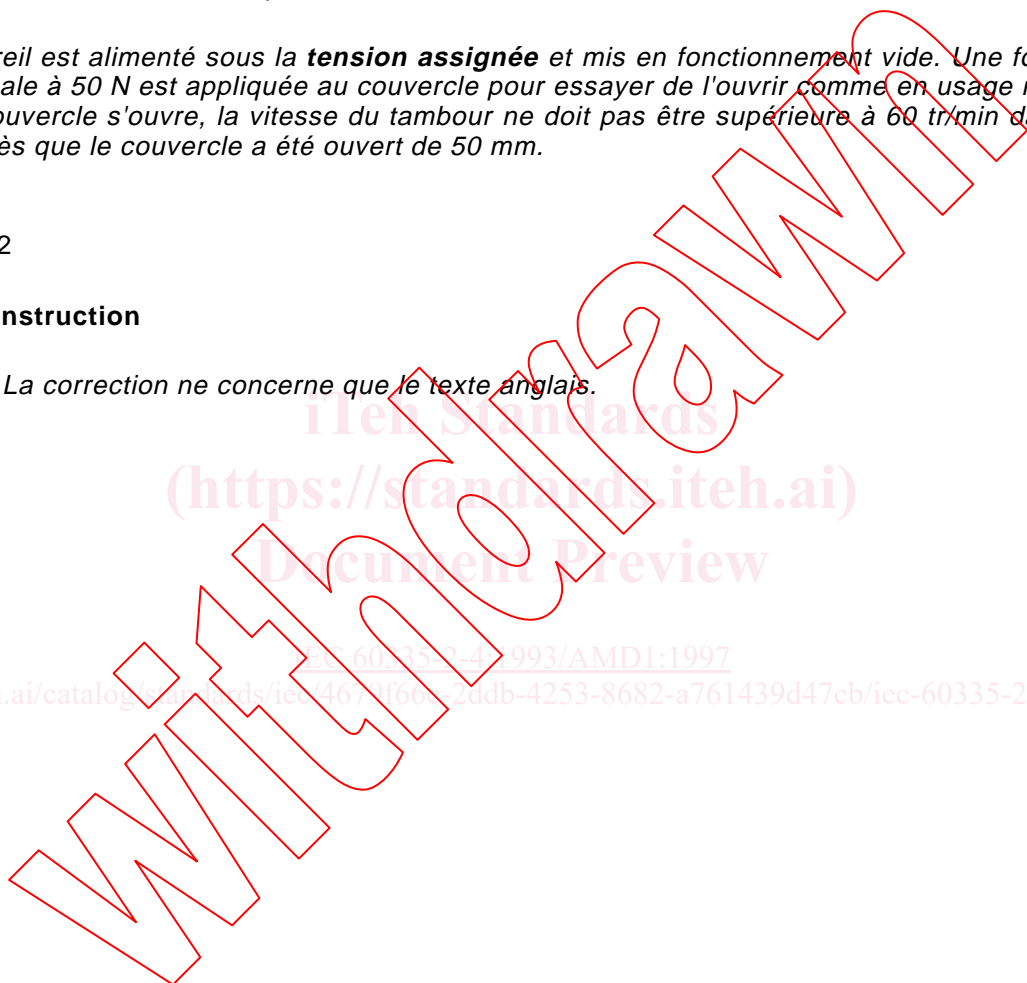 reil est alimenté sous la tension assignée et mis en fonctionnement vide. Une fo
ale à 50 N est appliquée au couvercle pour essayer de l'ouvrir comme en usage
ouvercle s'ouvre, la vitesse du tambour ne doit pas être supérieure à 60 tr/min
ès que le couvercle a été ouvert de 50 mm.
2
nstruction
La correction ne concerne que le texte anglais.
iTeh Standards
(https://standards.iteh.ai)
Document Preview
IEC 60335-2-4:1993/AMD1:1997
.ai/catalog/standards/iec/4670f66e-2ddb-4253-8682-a761439d47cb/iec-60335-2
withdrawn